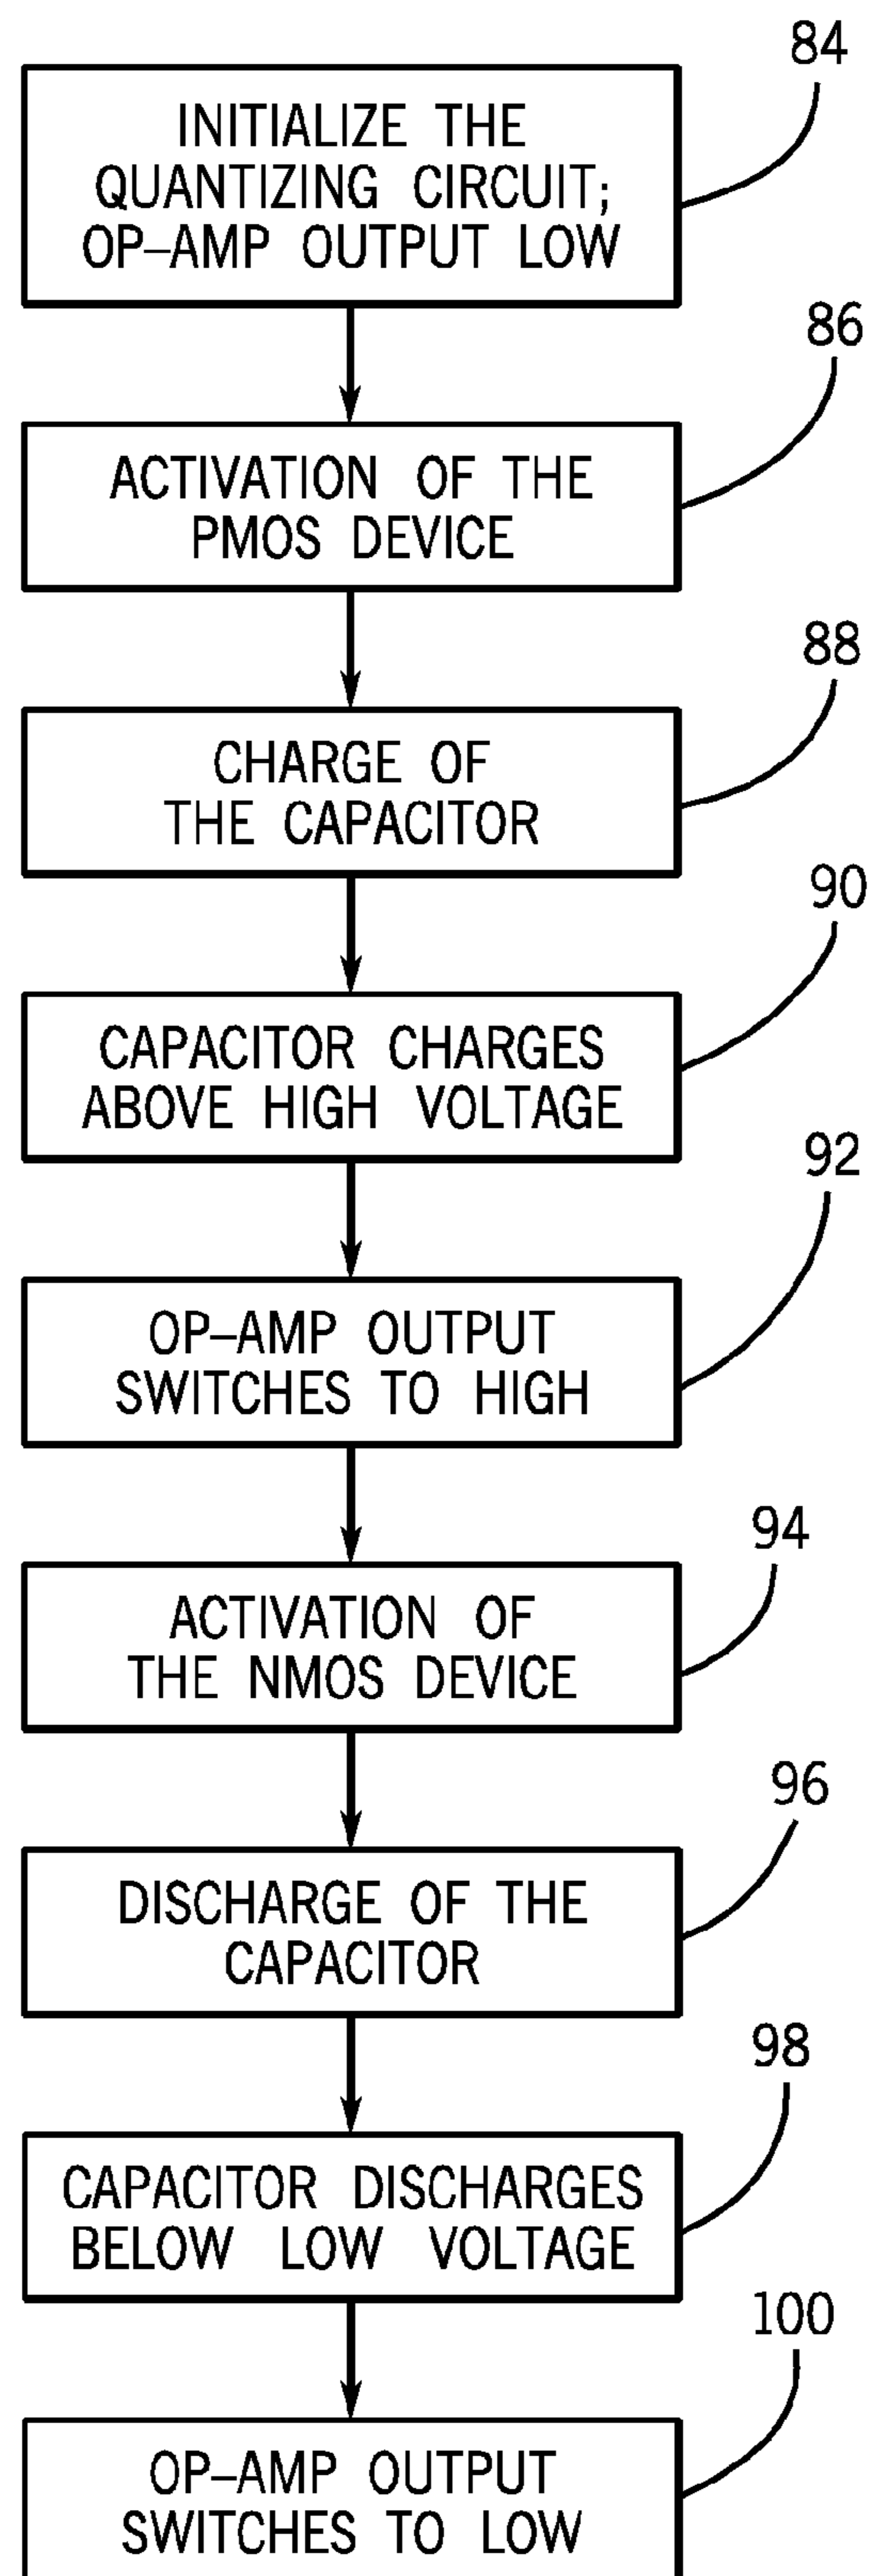 84
INITIALIZE THE
QUANTIZING CIRCUIT;
OP–AMP OUTPUT LOW
86
ACTIVATION OF THE
PMOS DEVICE
88
CHARGE OF
THE CAPACITOR
90
CAPACITOR CHARGES
ABOVE HIGH VOLTAGE
92
OP–AMP OUTPUT
SWITCHES TO HIGH
94
ACTIVATION OF
THE NMOS DEVICE
96
DISCHARGE OF THE
CAPACITOR
98
CAPACITOR DISCHARGES
BELOW LOW VOLTAGE
100
OP–AMP OUTPUT
SWITCHES TO LOW